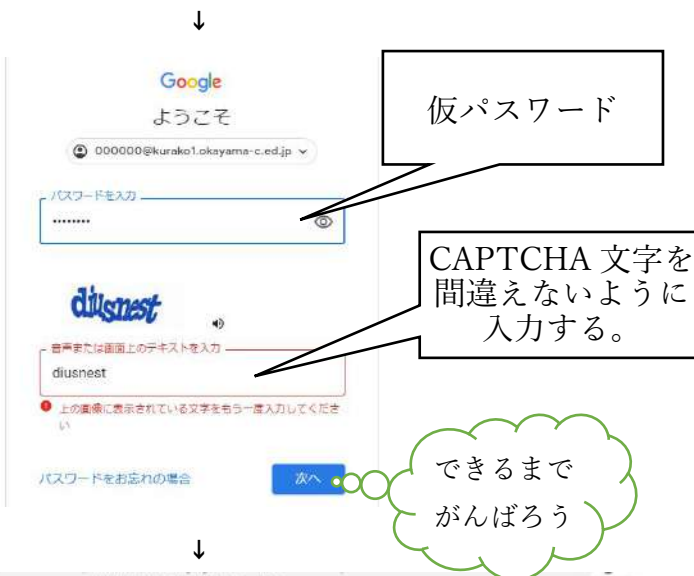 ↓
Google
ようこそ
000000@kurako1.okayama-c.ed.jp
仮パスワード
パスワードを入力
••••••••
CAPTCHA 文字を
間違えないように
入力する。
diusnest
音声または画面上のテキストを入力
diusnest
上の画像に表示されている文字をもう一度入力してくださ
い
パスワードをお忘れの場合
次へ
できるまで
がんばろう
↓